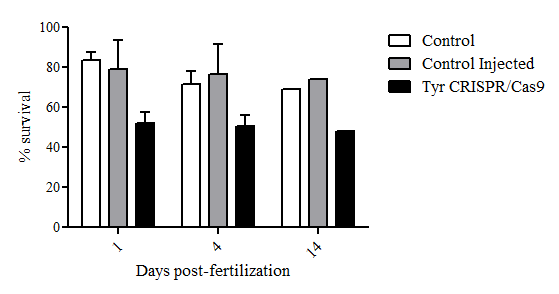 100
80
60
40
20
0
% survival
1
4
14
Days post-fertilization
Control
Control Injected
Tyr CRISPR/Cas9